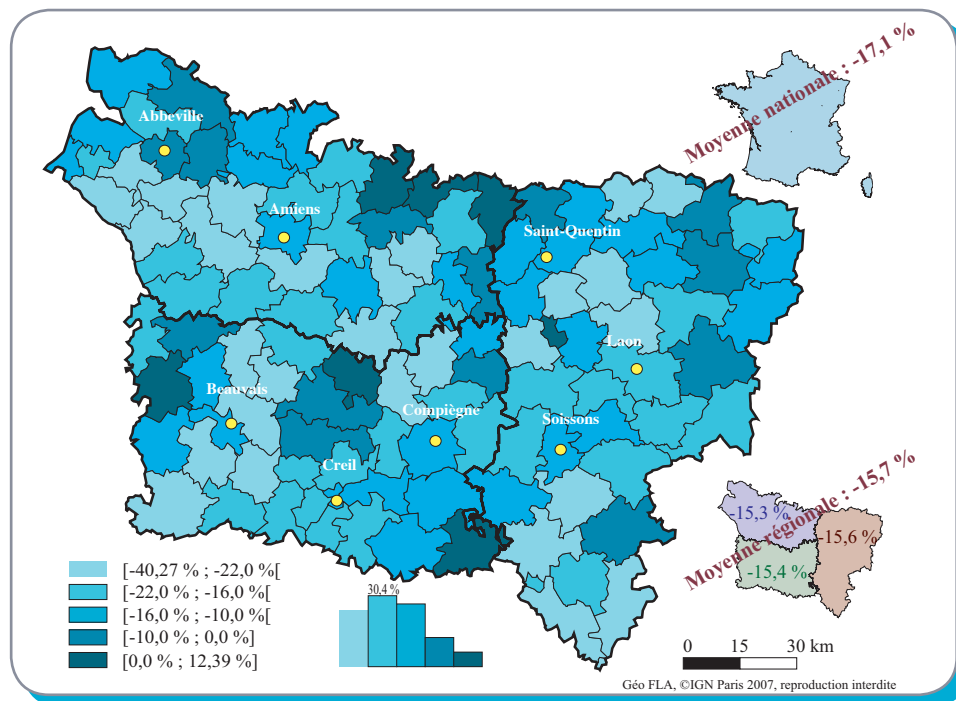 Moyenne nationale : -17,1 %
Abbeville
Amiens
Saint-Quentin
Laon
Beauvais
Compiègne
Soissons
Creil
Moyenne régionale : -15,7 %
-15,3 %
-15,6 %
-15,4 %
[-40,27 % ; -22,0 %[
[-22,0 % ; -16,0 %[
[-16,0 % ; -10,0 %[
[-10,0 % ; 0,0 %]
[0,0 % ; 12,39 %]
30,4 %
0 15 30 km
Géo FLA, ©IGN Paris 2007, reproduction interdite